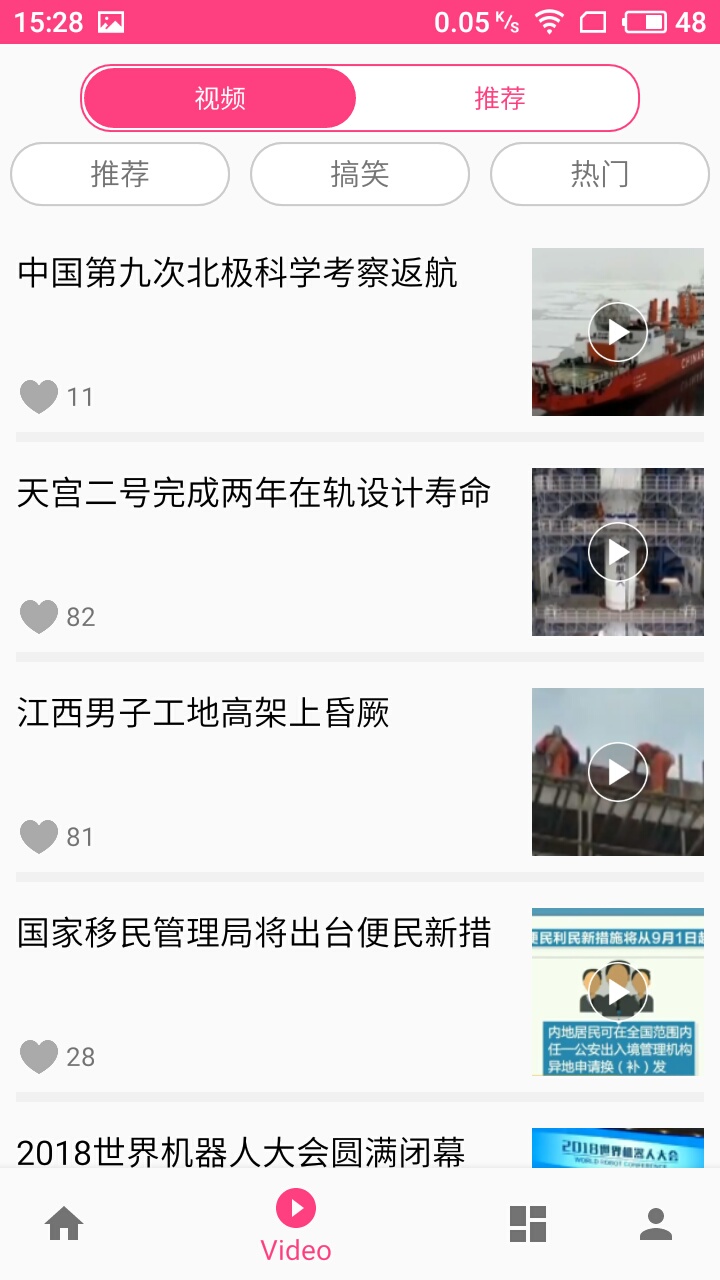 15:28
0.05 K/s
48
视频
推荐
推荐
搞笑
热门
中国第九次北极科学考察返航
CHINAR
11
天宫二号完成两年在轨设计寿命
82
江西男子工地高架上昏厥
81
国家移民管理局将出台便民新措
便民利民新措施将从9月1日起
内地居民可在全国范围内
任一公安出入境管理机构
异地申请换（补）发
28
2018世界机器人大会圆满闭幕
2018世界机器人大会
WORLD ROBOT CONFERENCE
Video